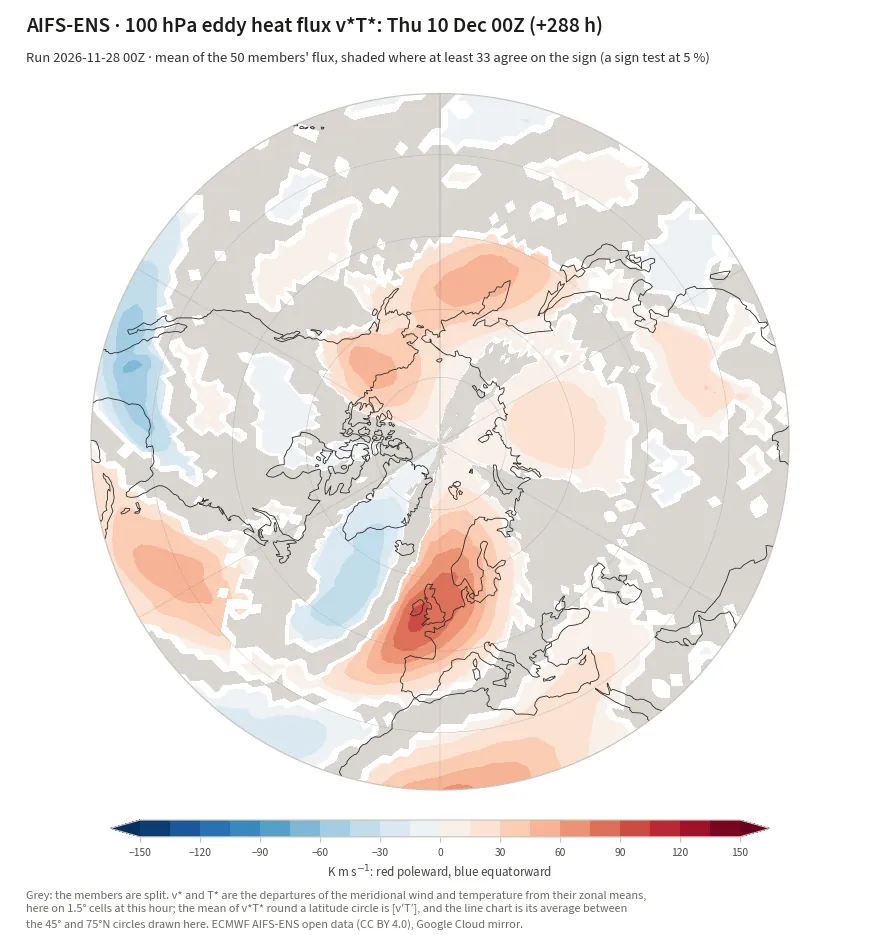 AIFS-ENS · 100 hPa eddy heat flux v*T*: Thu 10 Dec 00Z (+288 h)
Run 2026-11-28 00Z · mean of the 50 members' flux, shaded where at least 33 agree on the sign (a sign test at 5 %)
−150 −120 −90 −60 −30 0 30 60 90 120 150
K m s⁻¹: red poleward, blue equatorward
Grey: the members are split. v* and T* are the departures of the meridional wind and temperature from their zonal means,
here on 1.5° cells at this hour; the mean of v*T* round a latitude circle is [v′T′], and the line chart is its average between
the 45° and 75°N circles drawn here. ECMWF AIFS-ENS open data (CC BY 4.0), Google Cloud mirror.